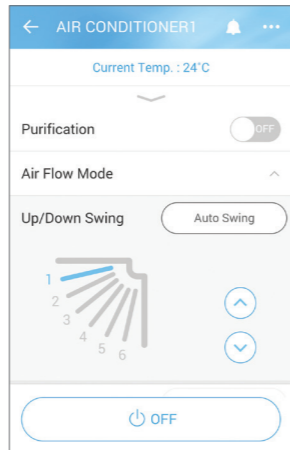 AIR CONDITIONER1
Current Temp. : 24˚C
Purification OFF
Air Flow Mode
Up/Down Swing Auto Swing
1
2
3
4
5
6
OFF